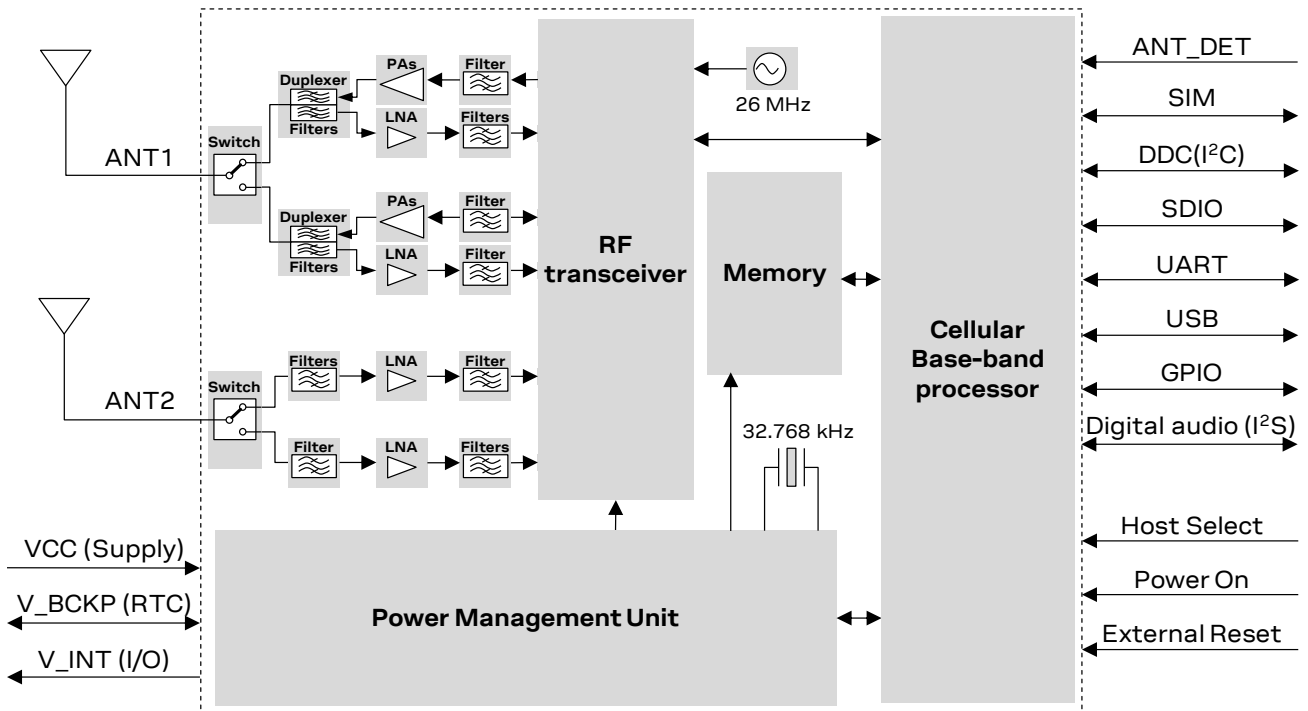 PAs
Filter
Duplexer
Filters
LNA
Filters
26 MHz
ANT_DET
SIM
Switch
ANT1
DDC(I²C)
PAs
Filter
Duplexer
Filters
LNA
Filter
SDIO
RF
transceiver
Memory
UART
USB
Cellular
Base-band
processor
Filters
LNA
Filter
GPIO
Switch
ANT2
Digital audio (I²S)
32.768 kHz
Filter
LNA
Filters
Host Select
VCC (Supply)
Power On
V_BCKP (RTC)
Power Management Unit
External Reset
V_INT (I/O)